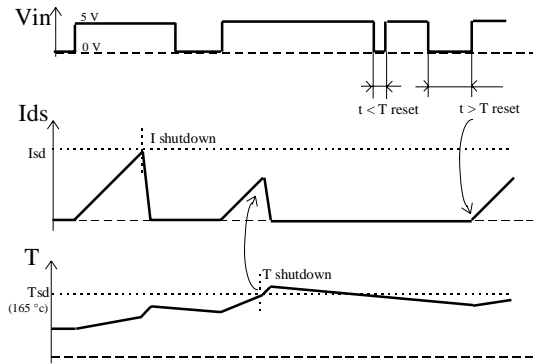 Vin
5 V
0 V
t < T reset
t > T reset
Ids
I shutdown
Isd
T
T shutdown
Tsd
(165 °c)